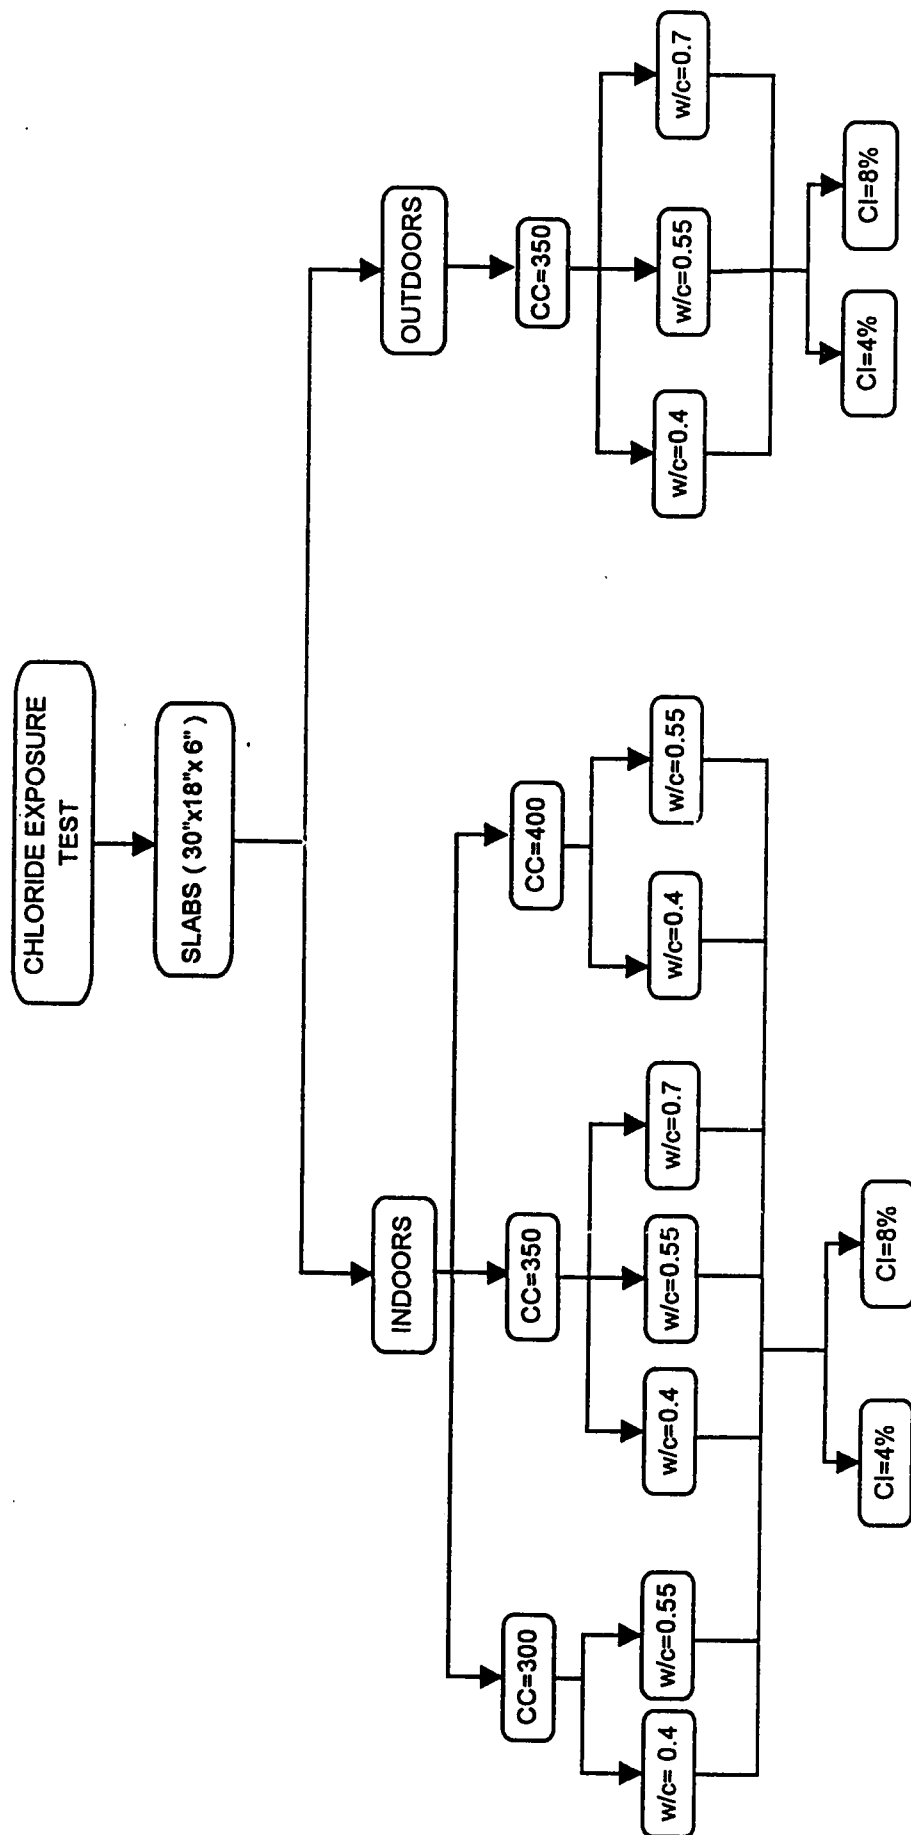 CHLORIDE EXPOSURE
TEST
SLABS ( 30"x18"x 6" )
INDOORS
OUTDOORS
CC=300
CC=350
CC=400
CC=350
w/c= 0.4
w/c=0.55
w/c=0.4
w/c=0.55
w/c=0.7
w/c=0.4
w/c=0.55
w/c=0.4
w/c=0.55
w/c=0.7
Cl=4%
Cl=8%
Cl=4%
Cl=8%